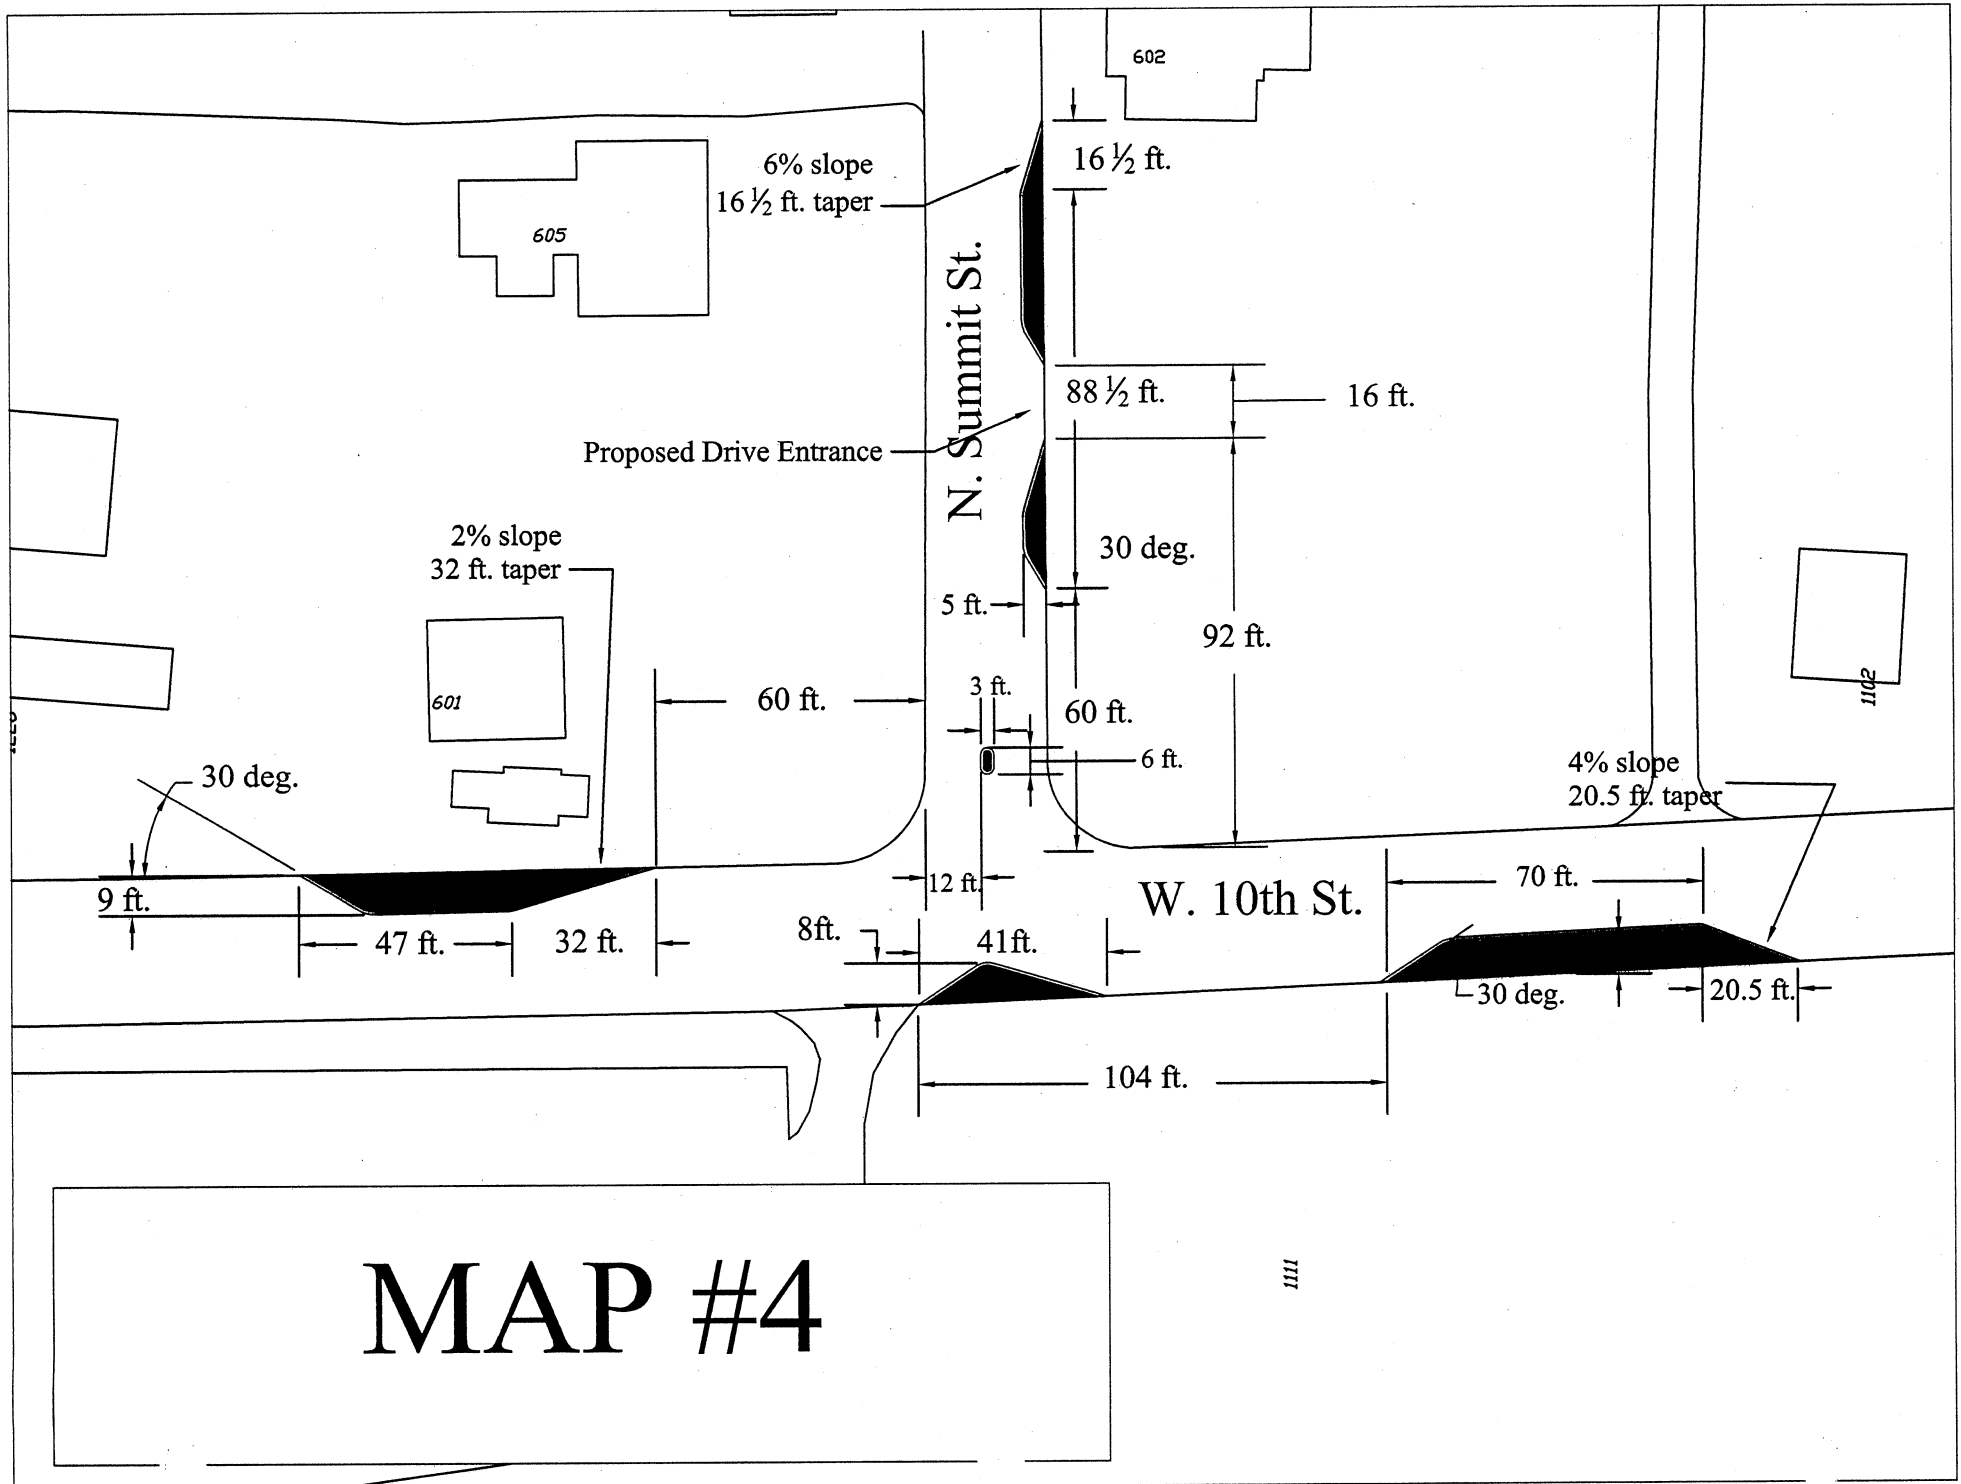 602
16 ½ ft.
6% slope
16 ½ ft. taper
605
N. Summit St.
88 ½ ft.
16 ft.
Proposed Drive Entrance
2% slope
32 ft. taper
30 deg.
5 ft.
92 ft.
601
60 ft.
3 ft.
60 ft.
6 ft.
1102
30 deg.
4% slope
20.5 ft. taper
9 ft.
12 ft.
W. 10th St.
70 ft.
47 ft.
32 ft.
8ft.
41ft.
30 deg.
20.5 ft.
104 ft.
MAP #4
1111